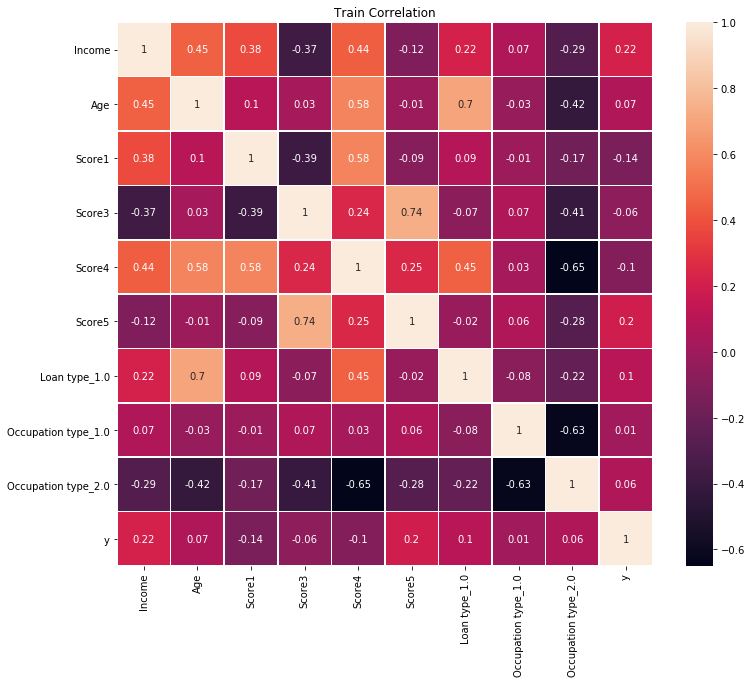 Train Correlation
Income 1 0.45 0.38 -0.37 0.44 -0.12 0.22 0.07 -0.29 0.22
Age 0.45 1 0.1 0.03 0.58 -0.01 0.7 -0.03 -0.42 0.07
Score1 0.38 0.1 1 -0.39 0.58 -0.09 0.09 -0.01 -0.17 -0.14
Score3 -0.37 0.03 -0.39 1 0.24 0.74 -0.07 0.07 -0.41 -0.06
Score4 0.44 0.58 0.58 0.24 1 0.25 0.45 0.03 -0.65 -0.1
Score5 -0.12 -0.01 -0.09 0.74 0.25 1 -0.02 0.06 -0.28 0.2
Loan type_1.0 0.22 0.7 0.09 -0.07 0.45 -0.02 1 -0.08 -0.22 0.1
Occupation type_1.0 0.07 -0.03 -0.01 0.07 0.03 0.06 -0.08 1 -0.63 0.01
Occupation type_2.0 -0.29 -0.42 -0.17 -0.41 -0.65 -0.28 -0.22 -0.63 1 0.06
y 0.22 0.07 -0.14 -0.06 -0.1 0.2 0.1 0.01 0.06 1
Income
Age
Score1
Score3
Score4
Score5
Loan type_1.0
Occupation type_1.0
Occupation type_2.0
y
1.0
0.8
0.6
0.4
0.2
0.0
−0.2
−0.4
−0.6